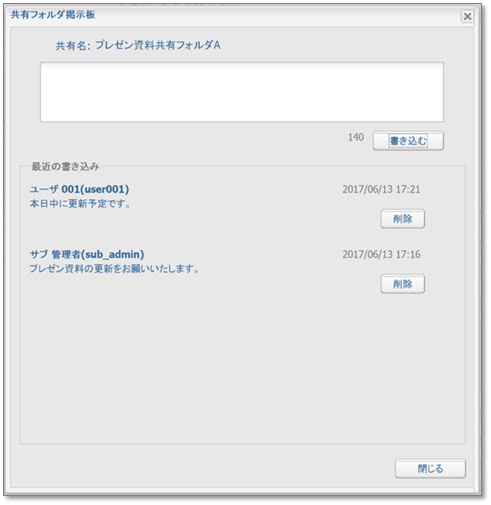 共有フォルダ掲示板
共有名: プレゼン資料共有フォルダA
140 書き込む
最近の書き込み
ユーザ 001(user001) 2017/06/13 17:21
本日中に更新予定です。
削除
サブ 管理者(sub_admin) 2017/06/13 17:16
プレゼン資料の更新をお願いいたします。
削除
閉じる